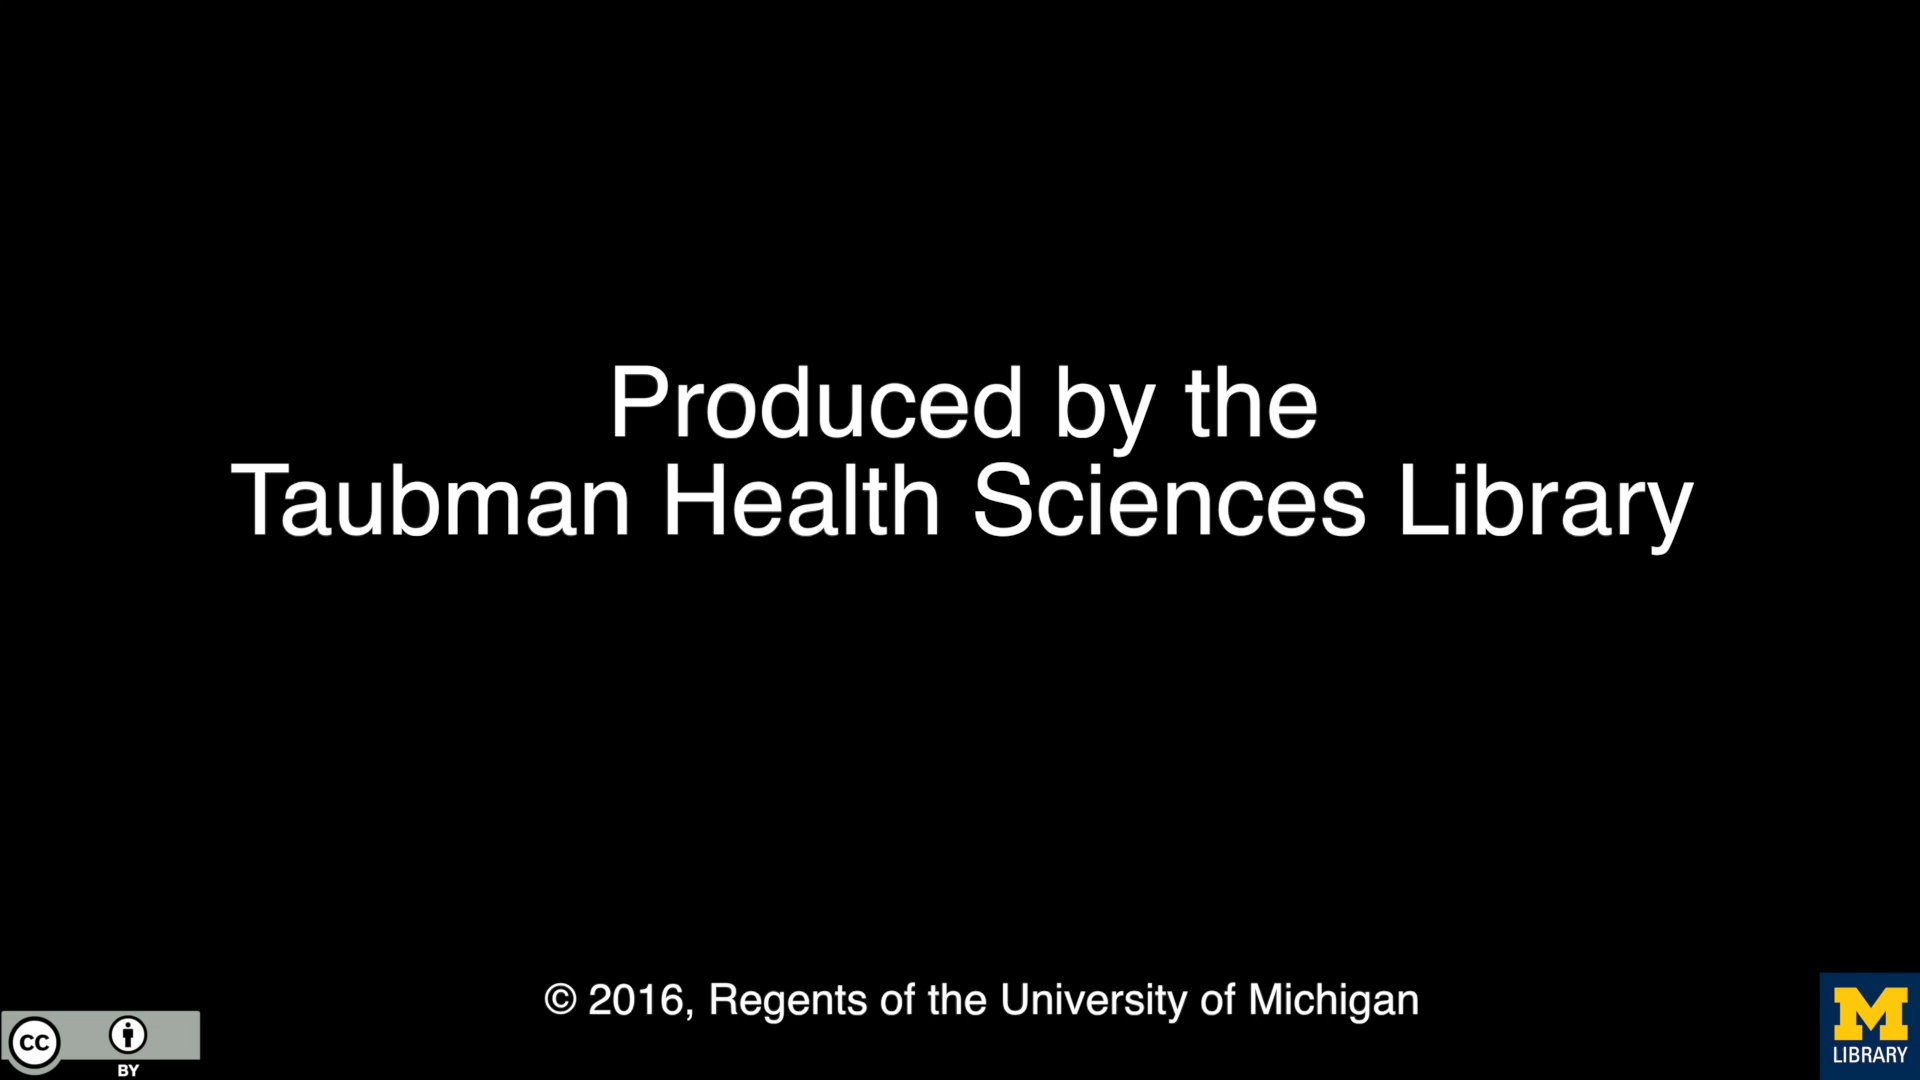 Produced by the
Taubman Health Sciences Library
© 2016, Regents of the University of Michigan
CC
BY
M
LIBRARY